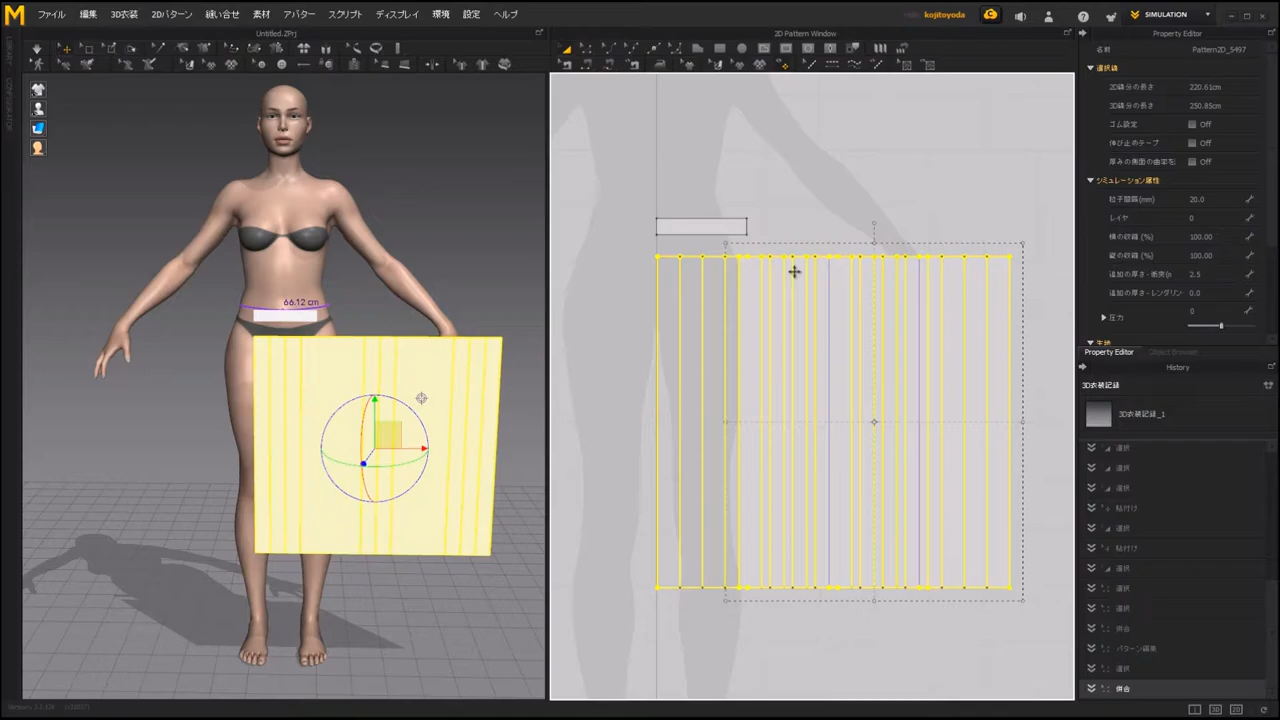 M
ファイル 編集 3D衣装 2Dパターン 縫い合せ 素材 アバター スクリプト ディスプレイ 環境 設定 ヘルプ
kojitoyoda
SIMULATION
Untitled.ZPrj
2D Pattern Window
Property Editor
LIBRARY
CONFIGURATOR
66.12 cm
名前 Pattern2D_5497
選択線
2D線分の長さ 220.61cm
3D線分の長さ 250.85cm
ゴム設定 Off
伸び止めテープ Off
厚みの側面の曲率を Off
シミュレーション属性
粒子間隔(mm) 20.0
レイヤ 0
横の収縮 (%) 100.00
縦の収縮 (%) 100.00
追加の厚さ - 衝突(n 2.5
追加の厚さ - レンダリン 0.0
圧力 0
生地
Property Editor Object Browser
History
3D衣装記録
3D衣装記録_1
選択
選択
選択
貼付け
選択
貼付け
選択
選択
選択
併合
パターン編集
選択
併合
3D
2D